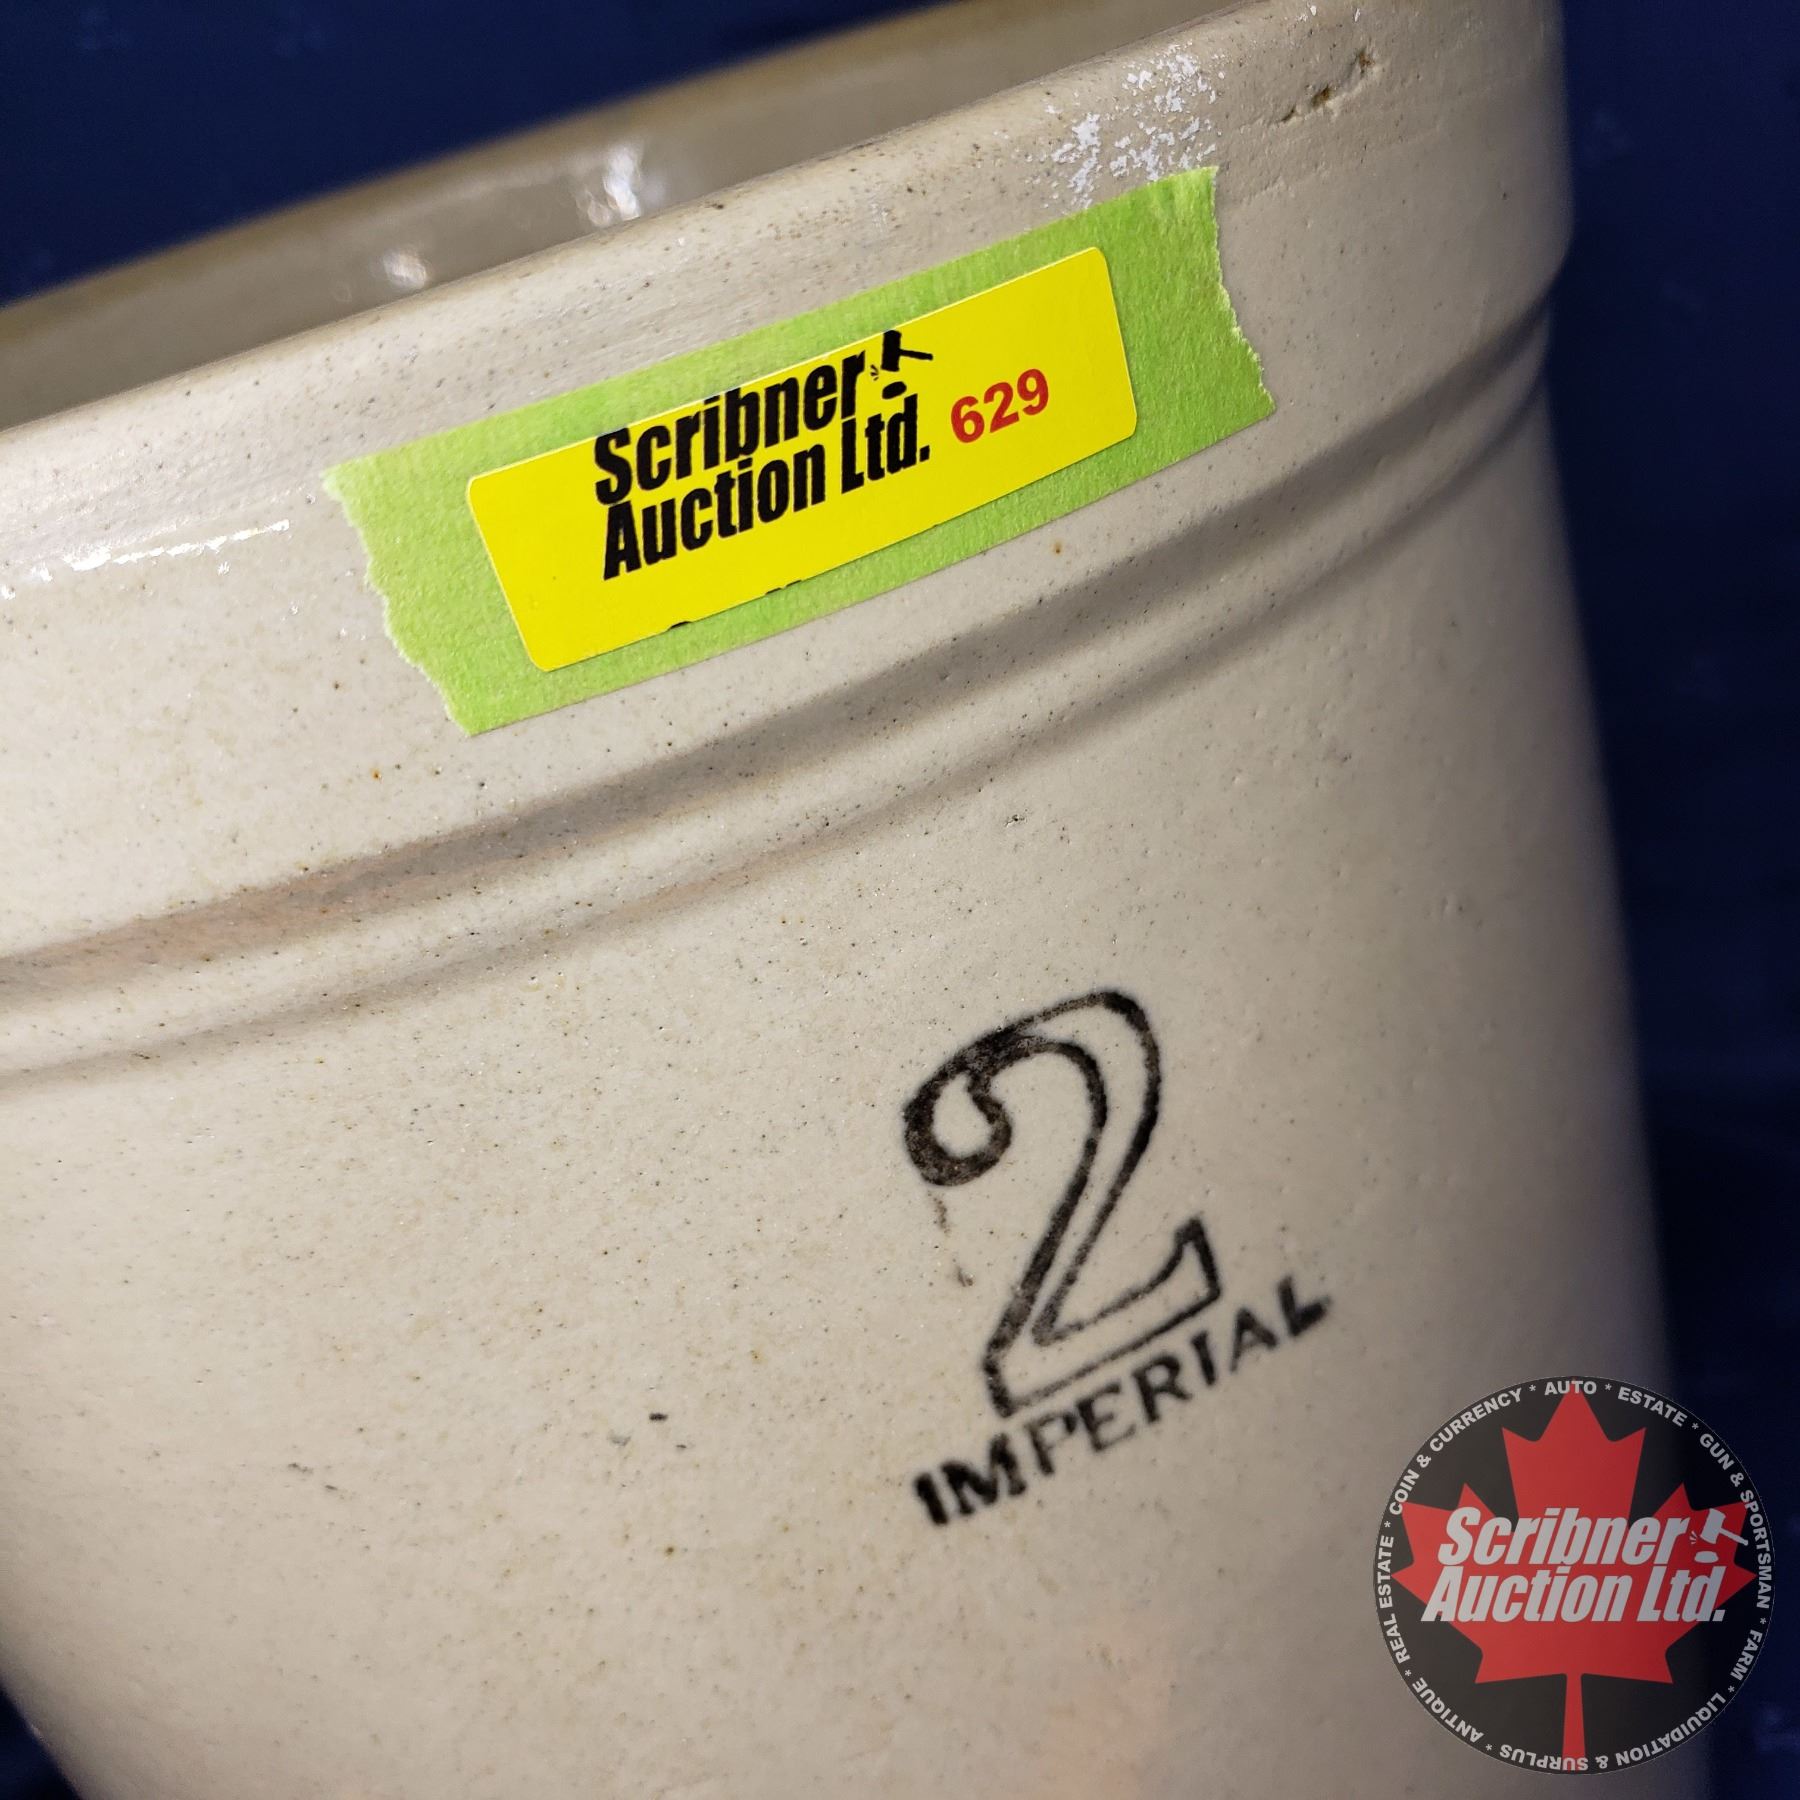 Scribner
Auction Ltd. 629
2
IMPERIAL
* COIN & CURRENCY * AUTO * ESTATE * GUN & SPORTSMAN * FARM * LIQUIDATION & SURPLUS * ANTIQUE * REAL ESTATE
Scribner
Auction Ltd.